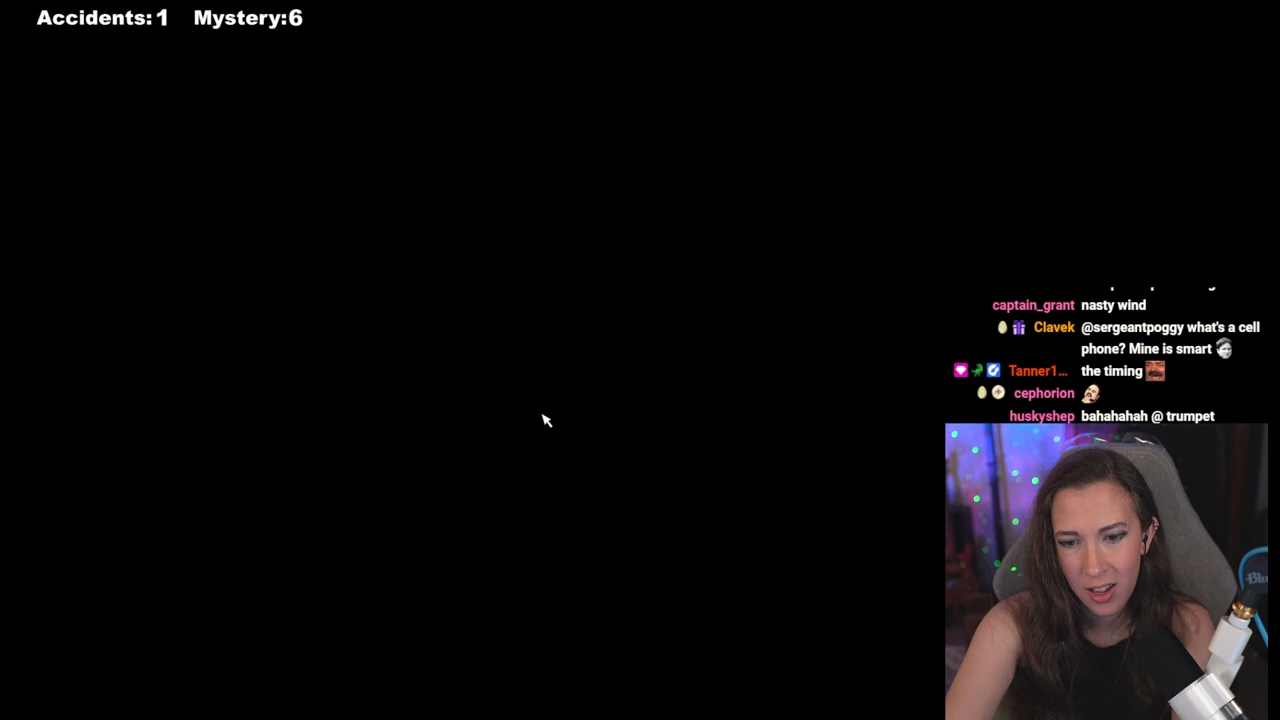 Accidents: 1 Mystery:6
captain_grant nasty wind
Clavek @sergeantpoggy what's a cell
phone? Mine is smart
Tanner1... the timing
cephorion
huskyshep bahahahah @ trumpet